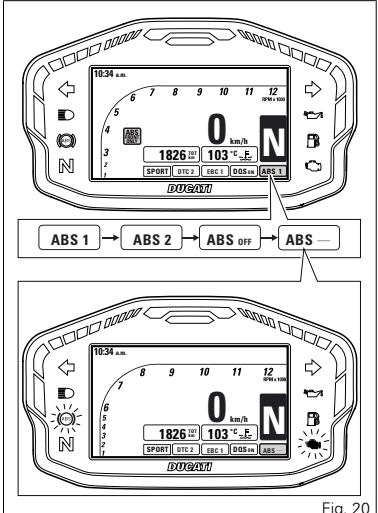 10:34 a.m.
1 2 3 4 5 6 7 8 9 10 11 12
RPM x 1000
ABS
FRONT
ONLY
0 km/h
N
1826 TOT km 103 °C
SPORT DTC 2 EBC 1 DQS ON ABS 1
DUCATI
ABS
N
ABS 1 ABS 2 ABS OFF ABS —
10:34 a.m.
1 2 3 4 5 6 7 8 9 10 11 12
RPM x 1000
0 km/h
N
1826 TOT km 103 °C
SPORT DTC 2 EBC 1 DQS ON ABS —
DUCATI
ABS
N
Fig. 20